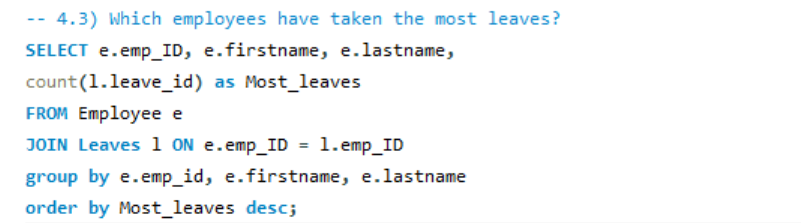 -- 4.3) Which employees have taken the most leaves?
SELECT e.emp_ID, e.firstname, e.lastname,
count(l.leave_id) as Most_leaves
FROM Employee e
JOIN Leaves l ON e.emp_ID = l.emp_ID
group by e.emp_id, e.firstname, e.lastname
order by Most_leaves desc;